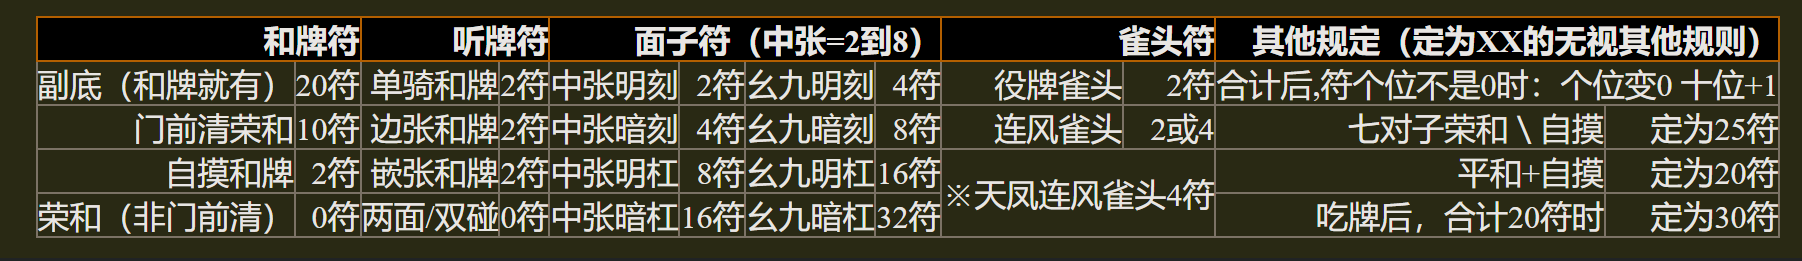 和牌符 听牌符 面子符（中张=2到8） 雀头符 其他规定（定为XX的无视其他规则）
副底（和牌就有） 20符 单骑和牌 2符 中张明刻 2符 幺九明刻 4符 役牌雀头 2符 合计后,符个位不是0时：个位变0 十位+1
门前清荣和 10符 边张和牌 2符 中张暗刻 4符 幺九暗刻 8符 连风雀头 2或4 七对子荣和 \ 自摸 定为25符
自摸和牌 2符 嵌张和牌 2符 中张明杠 8符 幺九明杠 16符 ※天凤连风雀头4符 平和+自摸 定为20符
荣和（非门前清） 0符 两面/双碰 0符 中张暗杠 16符 幺九暗杠 32符 吃牌后，合计20符时 定为30符